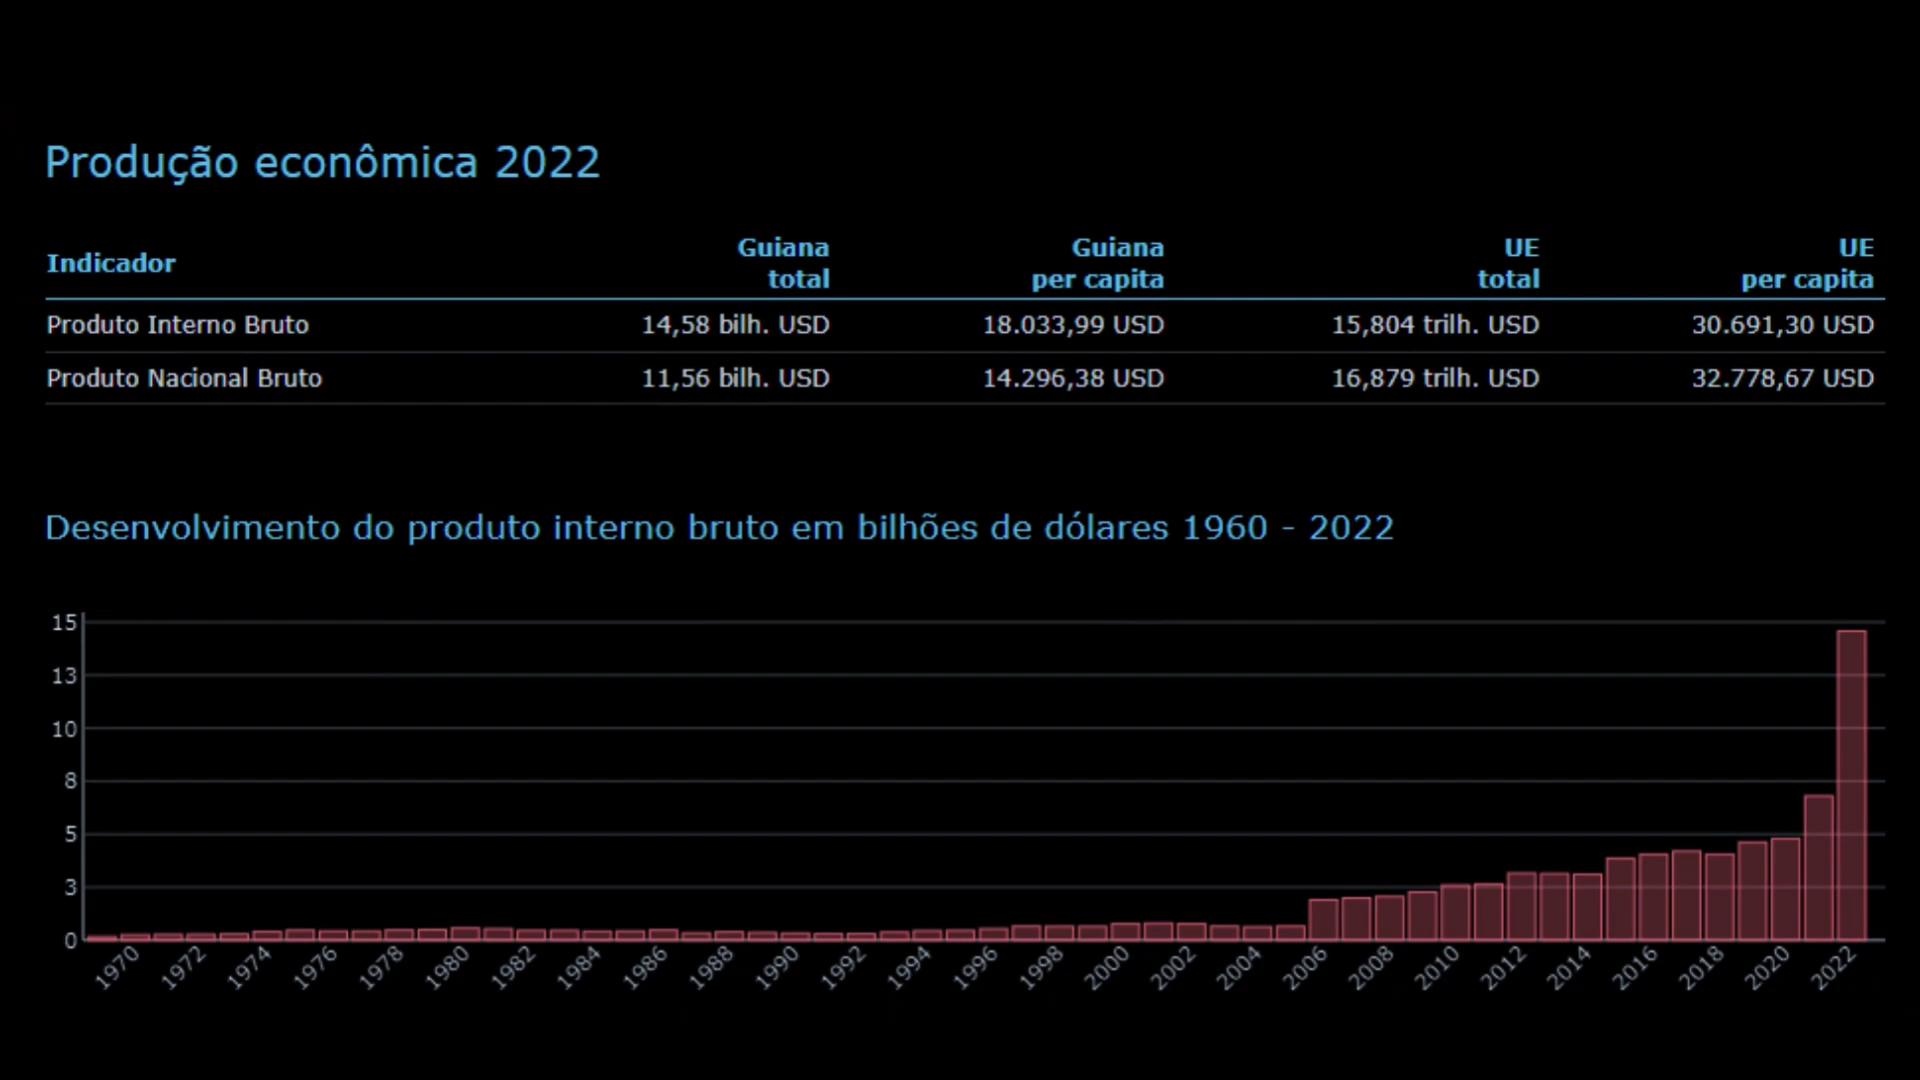 Produção econômica 2022
Indicador Guiana total Guiana per capita UE total UE per capita
Produto Interno Bruto 14,58 bilh. USD 18.033,99 USD 15,804 trilh. USD 30.691,30 USD
Produto Nacional Bruto 11,56 bilh. USD 14.296,38 USD 16,879 trilh. USD 32.778,67 USD
Desenvolvimento do produto interno bruto em bilhões de dólares 1960 - 2022
15
13
10
8
5
3
0
1970 1972 1974 1976 1978 1980 1982 1984 1986 1988 1990 1992 1994 1996 1998 2000 2002 2004 2006 2008 2010 2012 2014 2016 2018 2020 2022